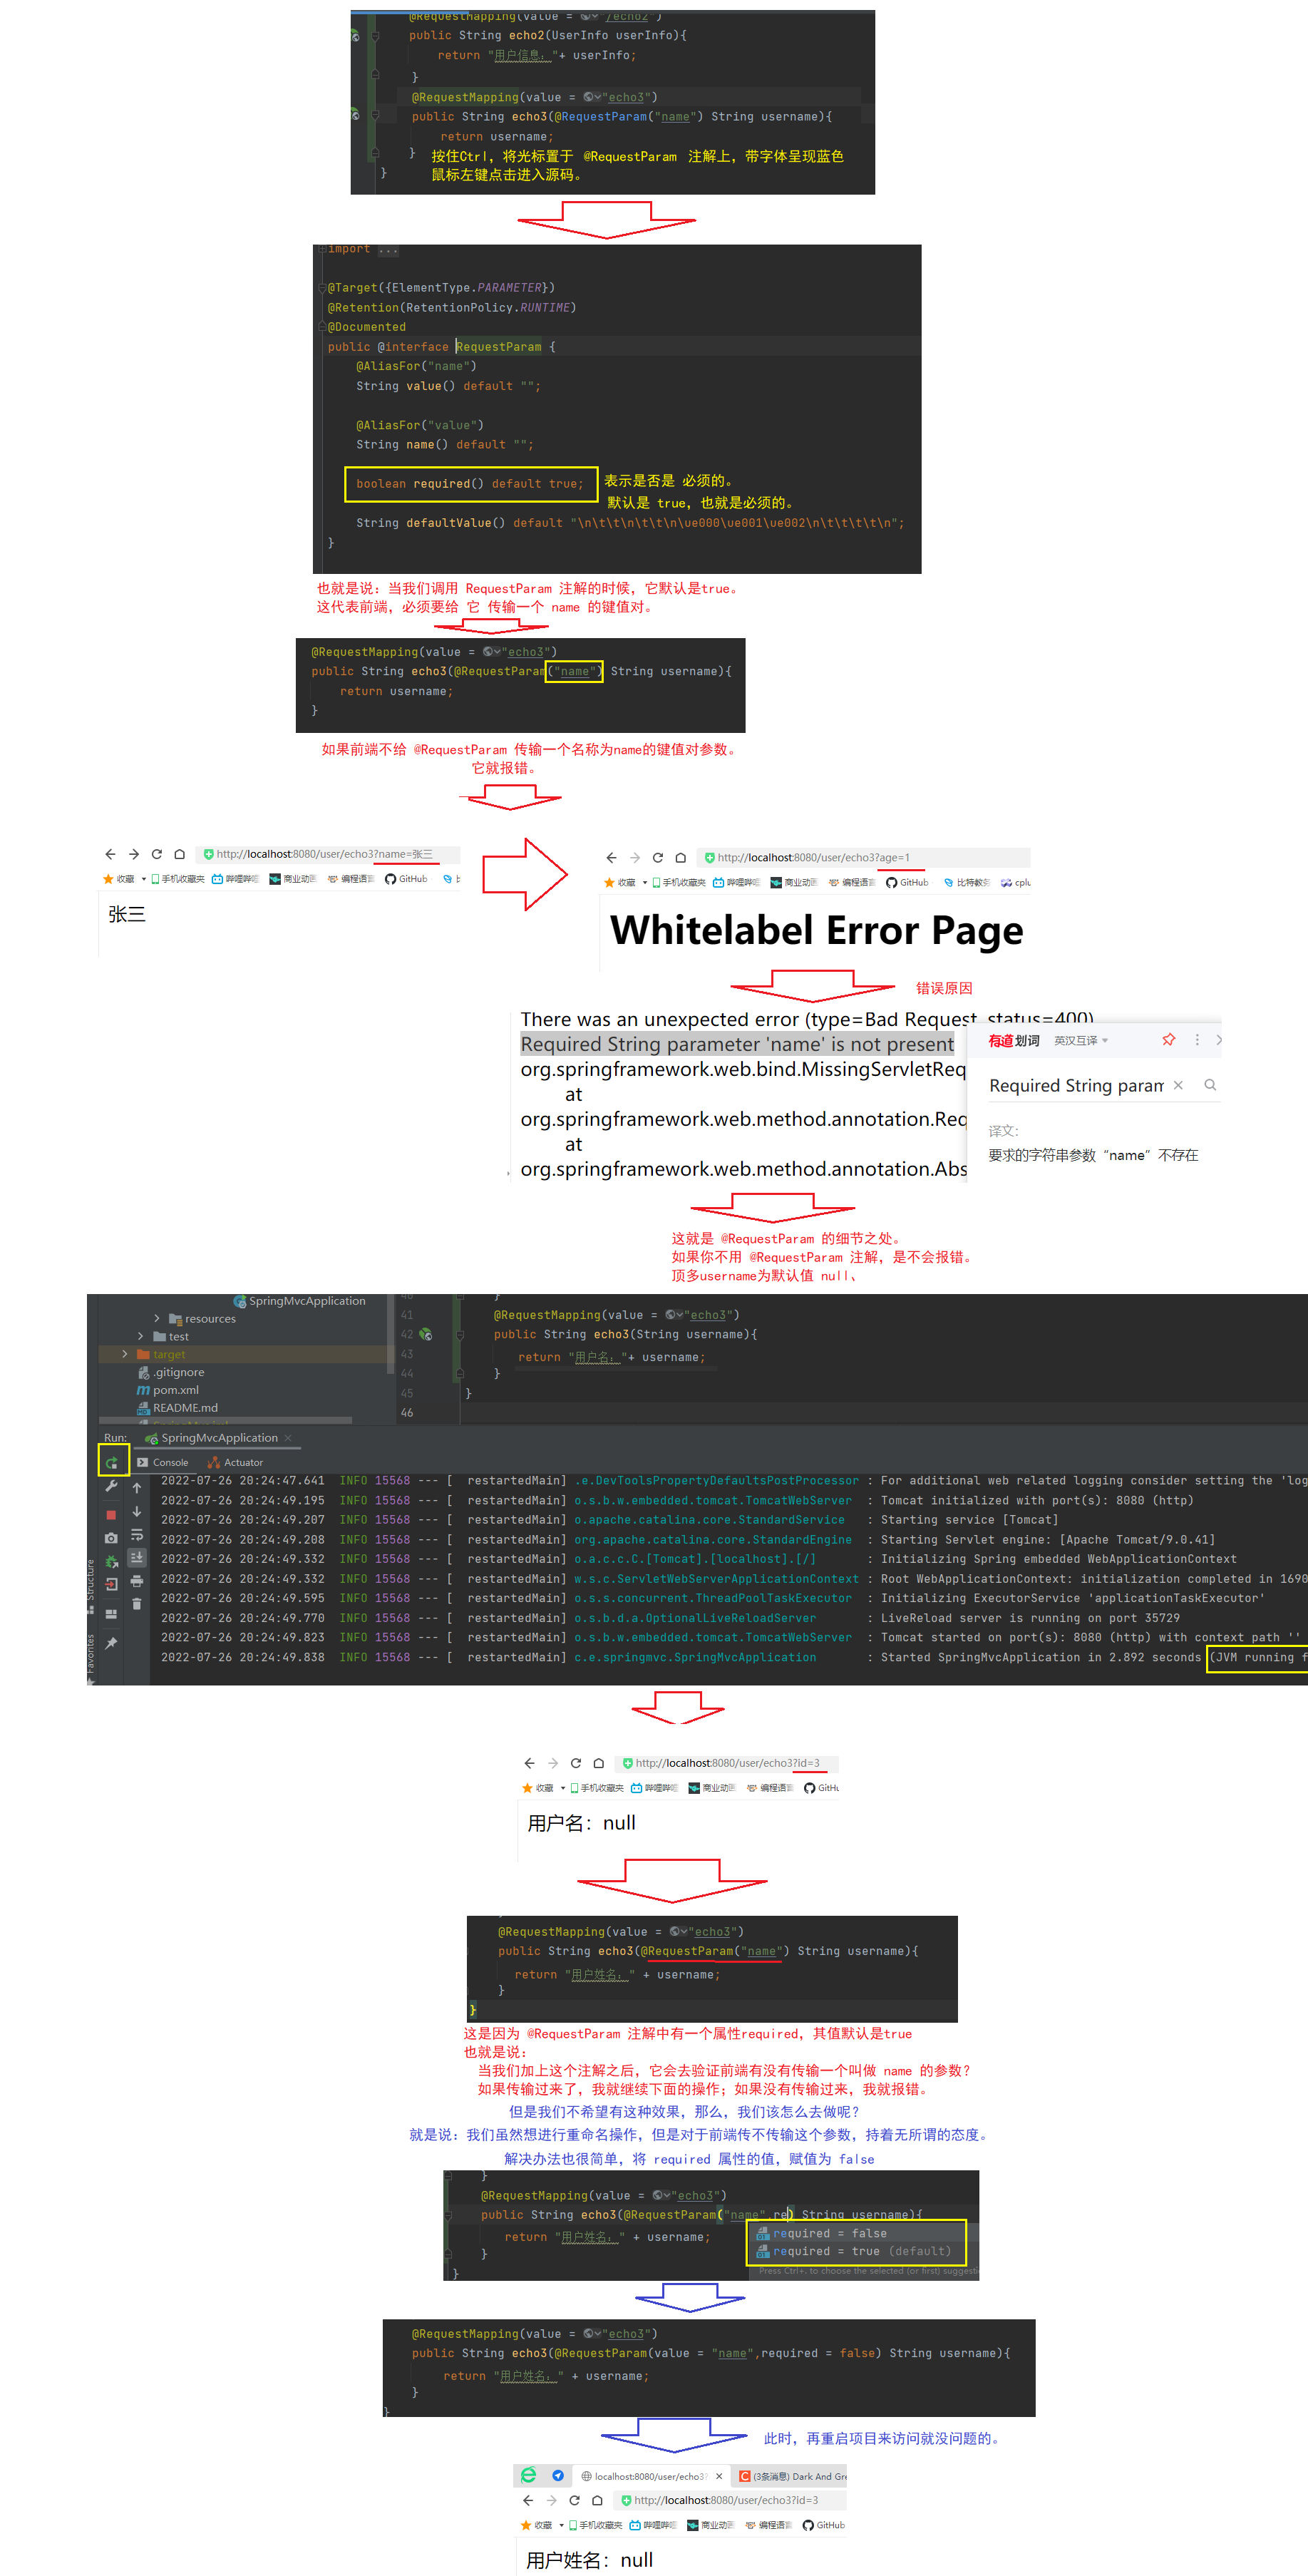 @RequestMapping(value = "/echo2")
public String echo2(UserInfo userInfo){
return "用户信息："+ userInfo;
}
@RequestMapping(value = "echo3")
public String echo3(@RequestParam("name") String username){
return username;
}
按住Ctrl，将光标置于 @RequestParam 注解上，带字体呈现蓝色
}
鼠标左键点击进入源码。
import ...
@Target({ElementType.PARAMETER})
@Retention(RetentionPolicy.RUNTIME)
@Documented
public @interface RequestParam {
@AliasFor("name")
String value() default "";
@AliasFor("value")
String name() default "";
boolean required() default true;
表示是否是 必须的。
默认是 true，也就是必须的。
String defaultValue() default "\n\t\t\n\t\t\n\ue000\ue001\ue002\n\t\t\t\t\n";
}
也就是说：当我们调用 RequestParam 注解的时候，它默认是true。
这代表前端，必须要给 它 传输一个 name 的键值对。
@RequestMapping(value = "echo3")
public String echo3(@RequestParam("name") String username){
return username;
}
如果前端不给 @RequestParam 传输一个名称为name的键值对参数。
它就报错。
http://localhost:8080/user/echo3?name=张三
收藏 手机收藏夹 哔哩哔哩 商业动画 编程语言 GitHub
张三
http://localhost:8080/user/echo3?age=1
收藏 手机收藏夹 哔哩哔哩 商业动画 编程语言 GitHub 比特教务 cplu
Whitelabel Error Page
错误原因
There was an unexpected error (type=Bad Request, status=400)
Required String parameter 'name' is not present
org.springframework.web.bind.MissingServletReq
at
org.springframework.web.method.annotation.Req
at
org.springframework.web.method.annotation.Abs
有道划词 英汉互译
Required String param
译文：
要求的字符串参数“name”不存在
这就是 @RequestParam 的细节之处。
如果你不用 @RequestParam 注解，是不会报错。
顶多username为默认值 null、
SpringMvcApplication
resources
test
target
.gitignore
pom.xml
README.md
SpringMvc.iml
40 }
41 @RequestMapping(value = "echo3")
42 public String echo3(String username){
43 return "用户名："+ username;
44 }
45 }
46
Run: SpringMvcApplication
Console Actuator
Structure
Favorites
2022-07-26 20:24:47.641 INFO 15568 --- [ restartedMain] .e.DevToolsPropertyDefaultsPostProcessor : For additional web related logging consider setting the 'log
2022-07-26 20:24:49.195 INFO 15568 --- [ restartedMain] o.s.b.w.embedded.tomcat.TomcatWebServer : Tomcat initialized with port(s): 8080 (http)
2022-07-26 20:24:49.207 INFO 15568 --- [ restartedMain] o.apache.catalina.core.StandardService : Starting service [Tomcat]
2022-07-26 20:24:49.208 INFO 15568 --- [ restartedMain] org.apache.catalina.core.StandardEngine : Starting Servlet engine: [Apache Tomcat/9.0.41]
2022-07-26 20:24:49.332 INFO 15568 --- [ restartedMain] o.a.c.c.C.[Tomcat].[localhost].[/] : Initializing Spring embedded WebApplicationContext
2022-07-26 20:24:49.332 INFO 15568 --- [ restartedMain] w.s.c.ServletWebServerApplicationContext : Root WebApplicationContext: initialization completed in 1690
2022-07-26 20:24:49.595 INFO 15568 --- [ restartedMain] o.s.s.concurrent.ThreadPoolTaskExecutor : Initializing ExecutorService 'applicationTaskExecutor'
2022-07-26 20:24:49.770 INFO 15568 --- [ restartedMain] o.s.b.d.a.OptionalLiveReloadServer : LiveReload server is running on port 35729
2022-07-26 20:24:49.823 INFO 15568 --- [ restartedMain] o.s.b.w.embedded.tomcat.TomcatWebServer : Tomcat started on port(s): 8080 (http) with context path ''
2022-07-26 20:24:49.838 INFO 15568 --- [ restartedMain] c.e.springmvc.SpringMvcApplication : Started SpringMvcApplication in 2.892 seconds (JVM running f
http://localhost:8080/user/echo3?id=3
收藏 手机收藏夹 哔哩哔哩 商业动画 编程语言 GitHu
用户名：null
@RequestMapping(value = "echo3")
public String echo3(@RequestParam("name") String username){
return "用户姓名：" + username;
}
}
这是因为 @RequestParam 注解中有一个属性required，其值默认是true
也就是说：
当我们加上这个注解之后，它会去验证前端有没有传输一个叫做 name 的参数？
如果传输过来了，我就继续下面的操作；如果没有传输过来，我就报错。
但是我们不希望有这种效果，那么，我们该怎么去做呢？
就是说：我们虽然想进行重命名操作，但是对于前端传不传输这个参数，持着无所谓的态度。
解决办法也很简单，将 required 属性的值，赋值为 false
}
@RequestMapping(value = "echo3")
public String echo3(@RequestParam("name",re) String username){
return "用户姓名：" + username;
required = false
}
required = true (default)
}
Press Ctrl+. to choose the selected (or first) suggestio
@RequestMapping(value = "echo3")
public String echo3(@RequestParam(value = "name",required = false) String username){
return "用户姓名：" + username;
}
}
此时，再重启项目来访问就没问题的。
localhost:8080/user/echo3? (3条消息) Dark And Gre
http://localhost:8080/user/echo3?id=3
收藏 手机收藏夹 哔哩哔哩 商业动画 编程语言 GitHub
用户姓名：null